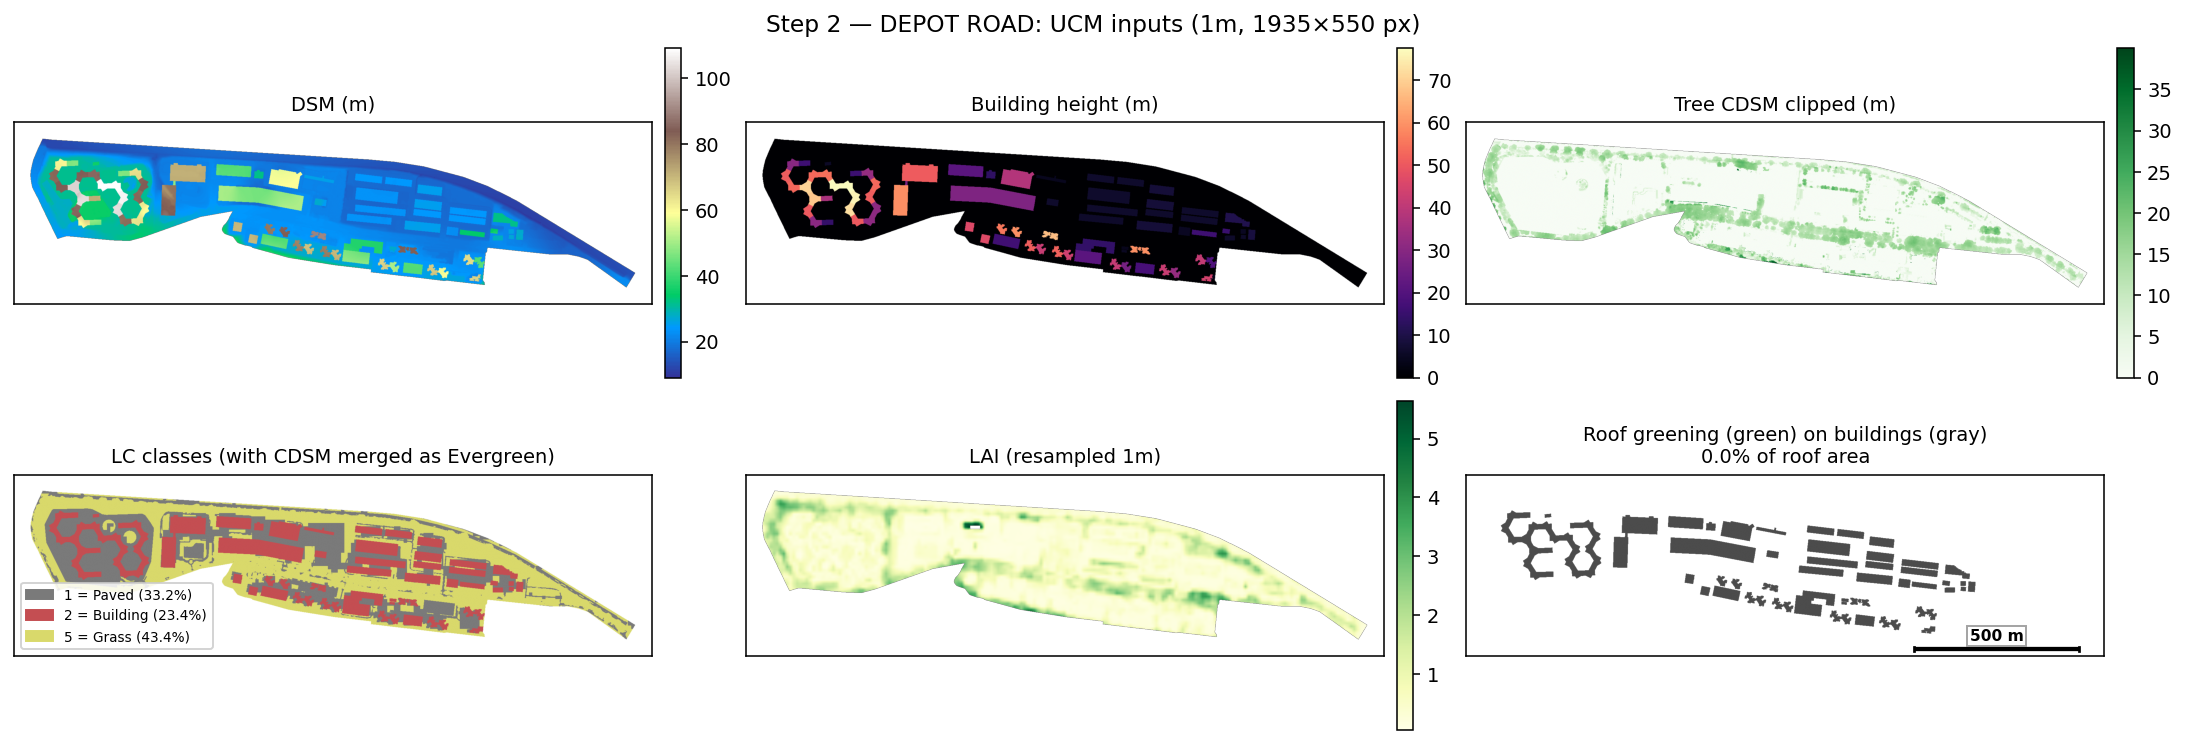 Step 2 — DEPOT ROAD: UCM inputs (1m, 1935×550 px)
DSM (m)
100
80
60
40
20
Building height (m)
70
60
50
40
30
20
10
0
Tree CDSM clipped (m)
35
30
25
20
15
10
5
0
LC classes (with CDSM merged as Evergreen)
1 = Paved (33.2%)
2 = Building (23.4%)
5 = Grass (43.4%)
LAI (resampled 1m)
5
4
3
2
1
Roof greening (green) on buildings (gray)
0.0% of roof area
500 m